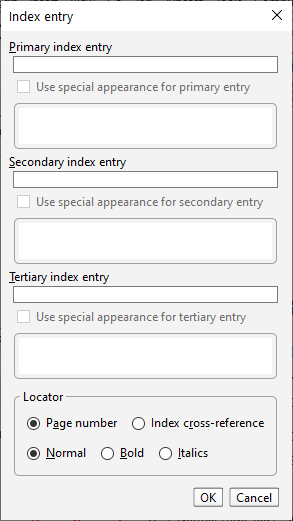 Index entry
Primary index entry
Use special appearance for primary entry
Secondary index entry
Use special appearance for secondary entry
Tertiary index entry
Use special appearance for tertiary entry
Locator
Page number Index cross-reference
Normal Bold Italics
OK Cancel